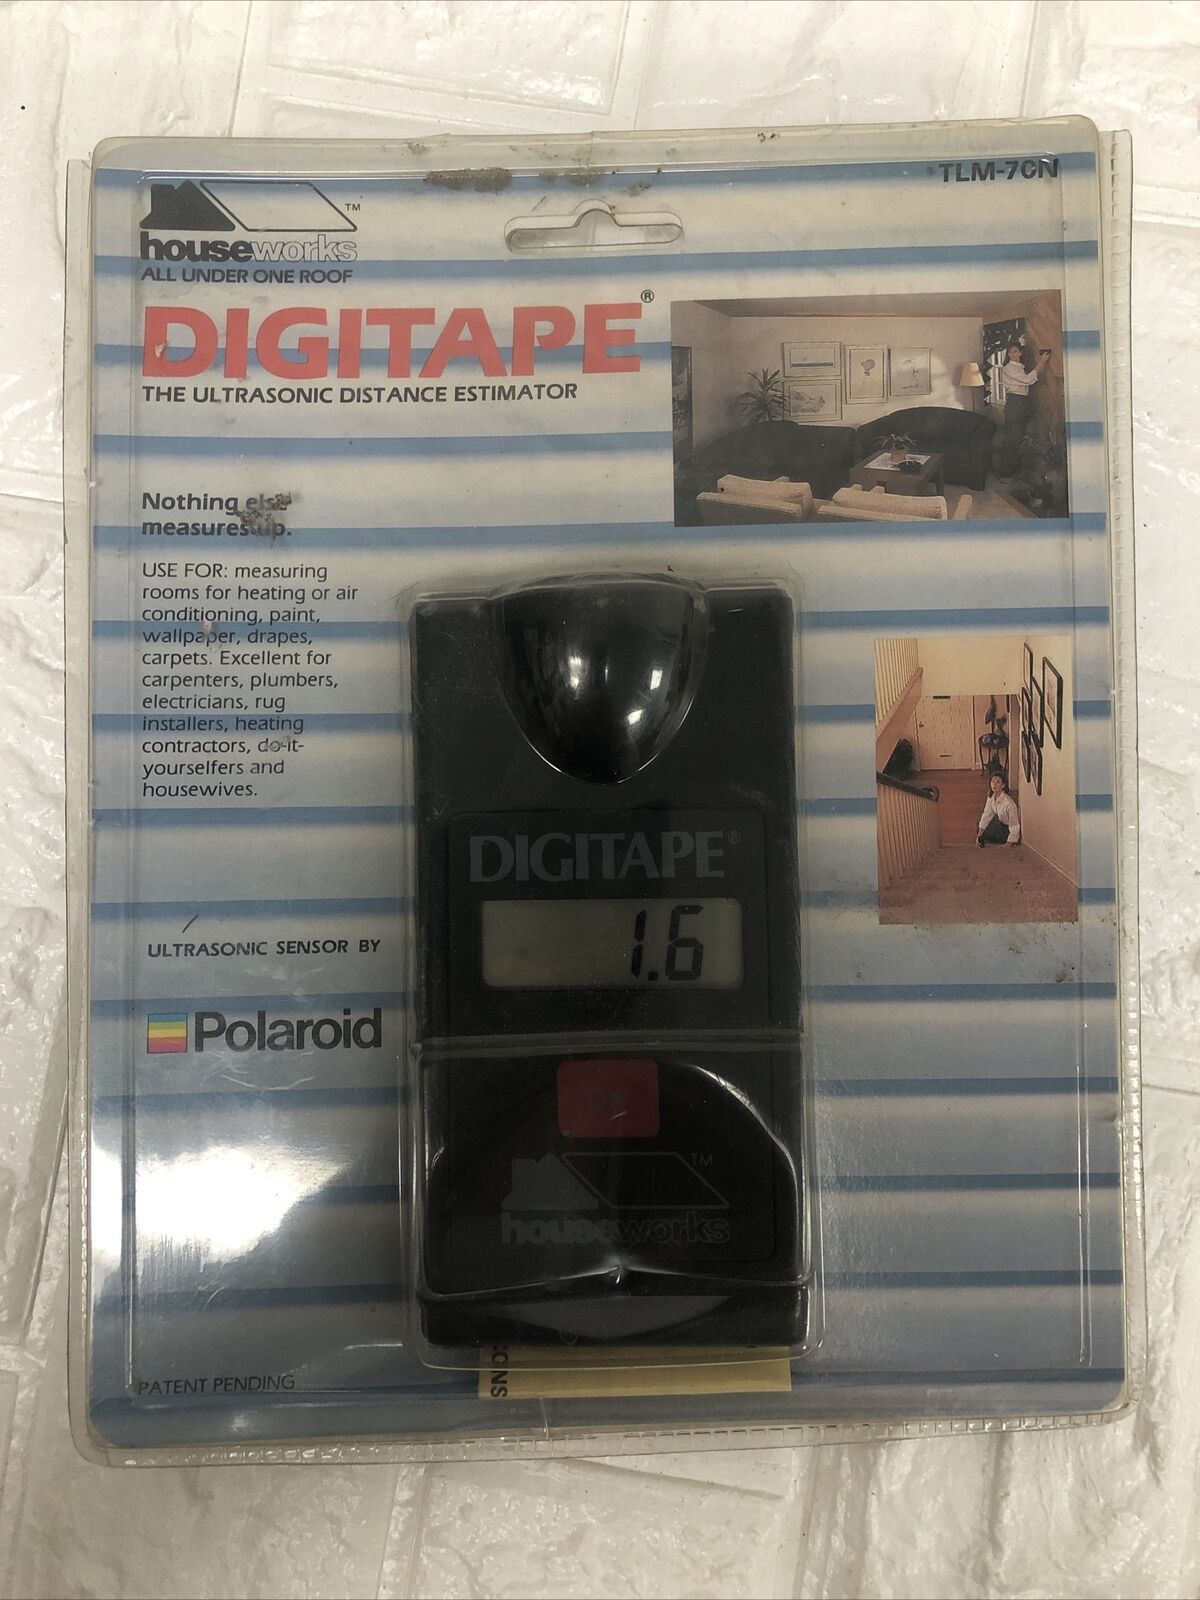 TLM-70N
TM
houseworks
ALL UNDER ONE ROOF
DIGITAPE®
THE ULTRASONIC DISTANCE ESTIMATOR
Nothing else
measures up.
USE FOR: measuring
rooms for heating or air
conditioning, paint,
wallpaper, drapes,
carpets. Excellent for
carpenters, plumbers,
electricians, rug
installers, heating
contractors, do-it-
yourselfers and
housewives.
ULTRASONIC SENSOR BY
Polaroid
DIGITAPE®
1.6
TM
houseworks
PATENT PENDING